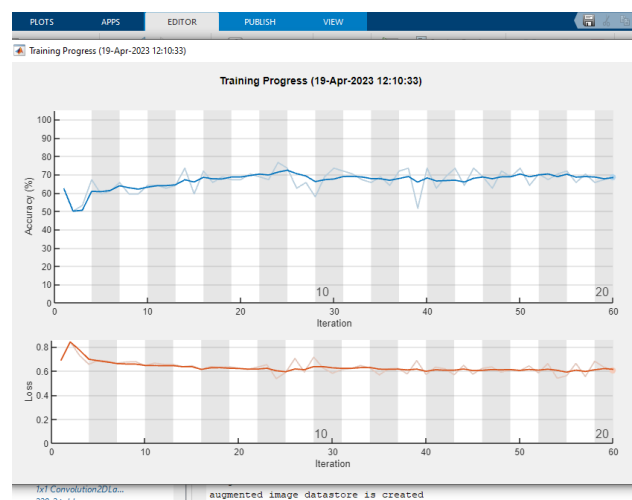 PLOTS APPS EDITOR PUBLISH VIEW
Training Progress (19-Apr-2023 12:10:33)
Training Progress (19-Apr-2023 12:10:33)
100
90
80
70
60
50
40
30
20
10
0
Accuracy (%)
10 20
0 10 20 30 40 50 60
Iteration
0.8
0.6
0.4
0.2
0
Loss
10 20
0 10 20 30 40 50 60
Iteration
1x1 Convolution2DLa...
augmented image datastore is created